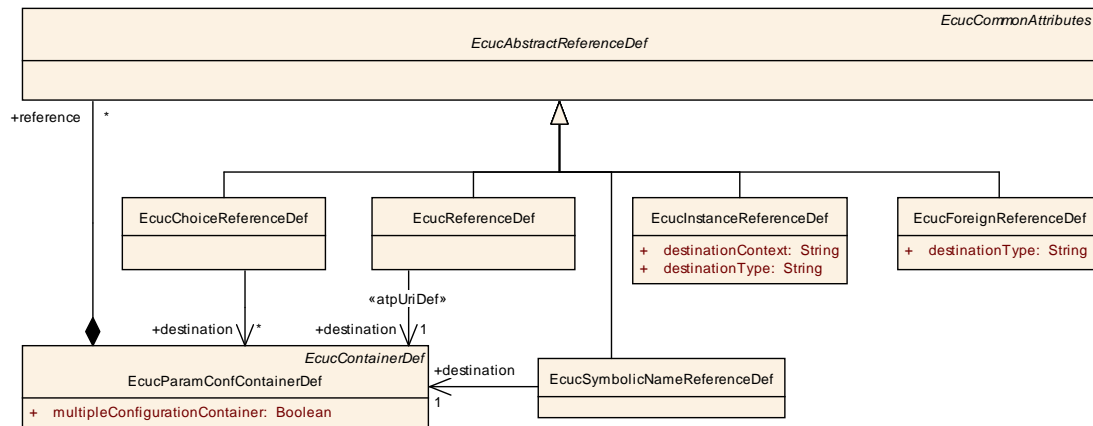 EcucCommonAttributes
EcucAbstractReferenceDef
+reference
*
EcucChoiceReferenceDef
EcucReferenceDef
EcucInstanceReferenceDef
+ destinationContext: String
+ destinationType: String
EcucForeignReferenceDef
+ destinationType: String
«atpUriDef»
+destination
*
+destination
1
EcucContainerDef
EcucParamConfContainerDef
+ multipleConfigurationContainer: Boolean
+destination
1
EcucSymbolicNameReferenceDef